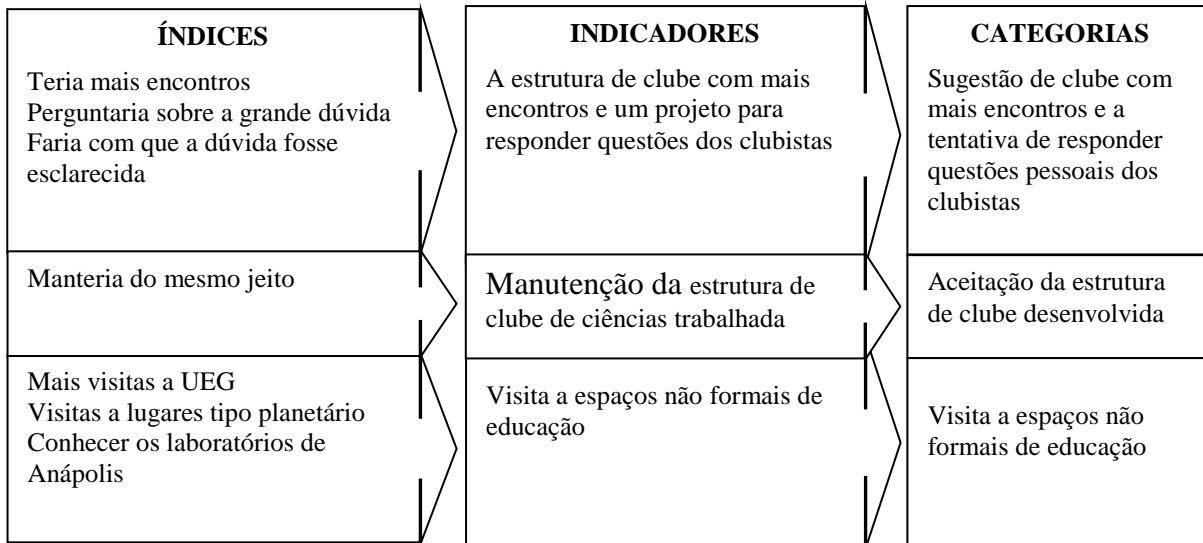 ÍNDICES
Teria mais encontros
Perguntaria sobre a grande dúvida
Faria com que a dúvida fosse
esclarecida
INDICADORES
A estrutura de clube com mais
encontros e um projeto para
responder questões dos clubistas
CATEGORIAS
Sugestão de clube com
mais encontros e a
tentativa de responder
questões pessoais dos
clubistas
Manteria do mesmo jeito
Manutenção da estrutura de
clube de ciências trabalhada
Aceitação da estrutura
de clube desenvolvida
Mais visitas a UEG
Visitas a lugares tipo planetário
Conhecer os laboratórios de
Anápolis
Visita a espaços não formais de
educação
Visita a espaços não
formais de educação